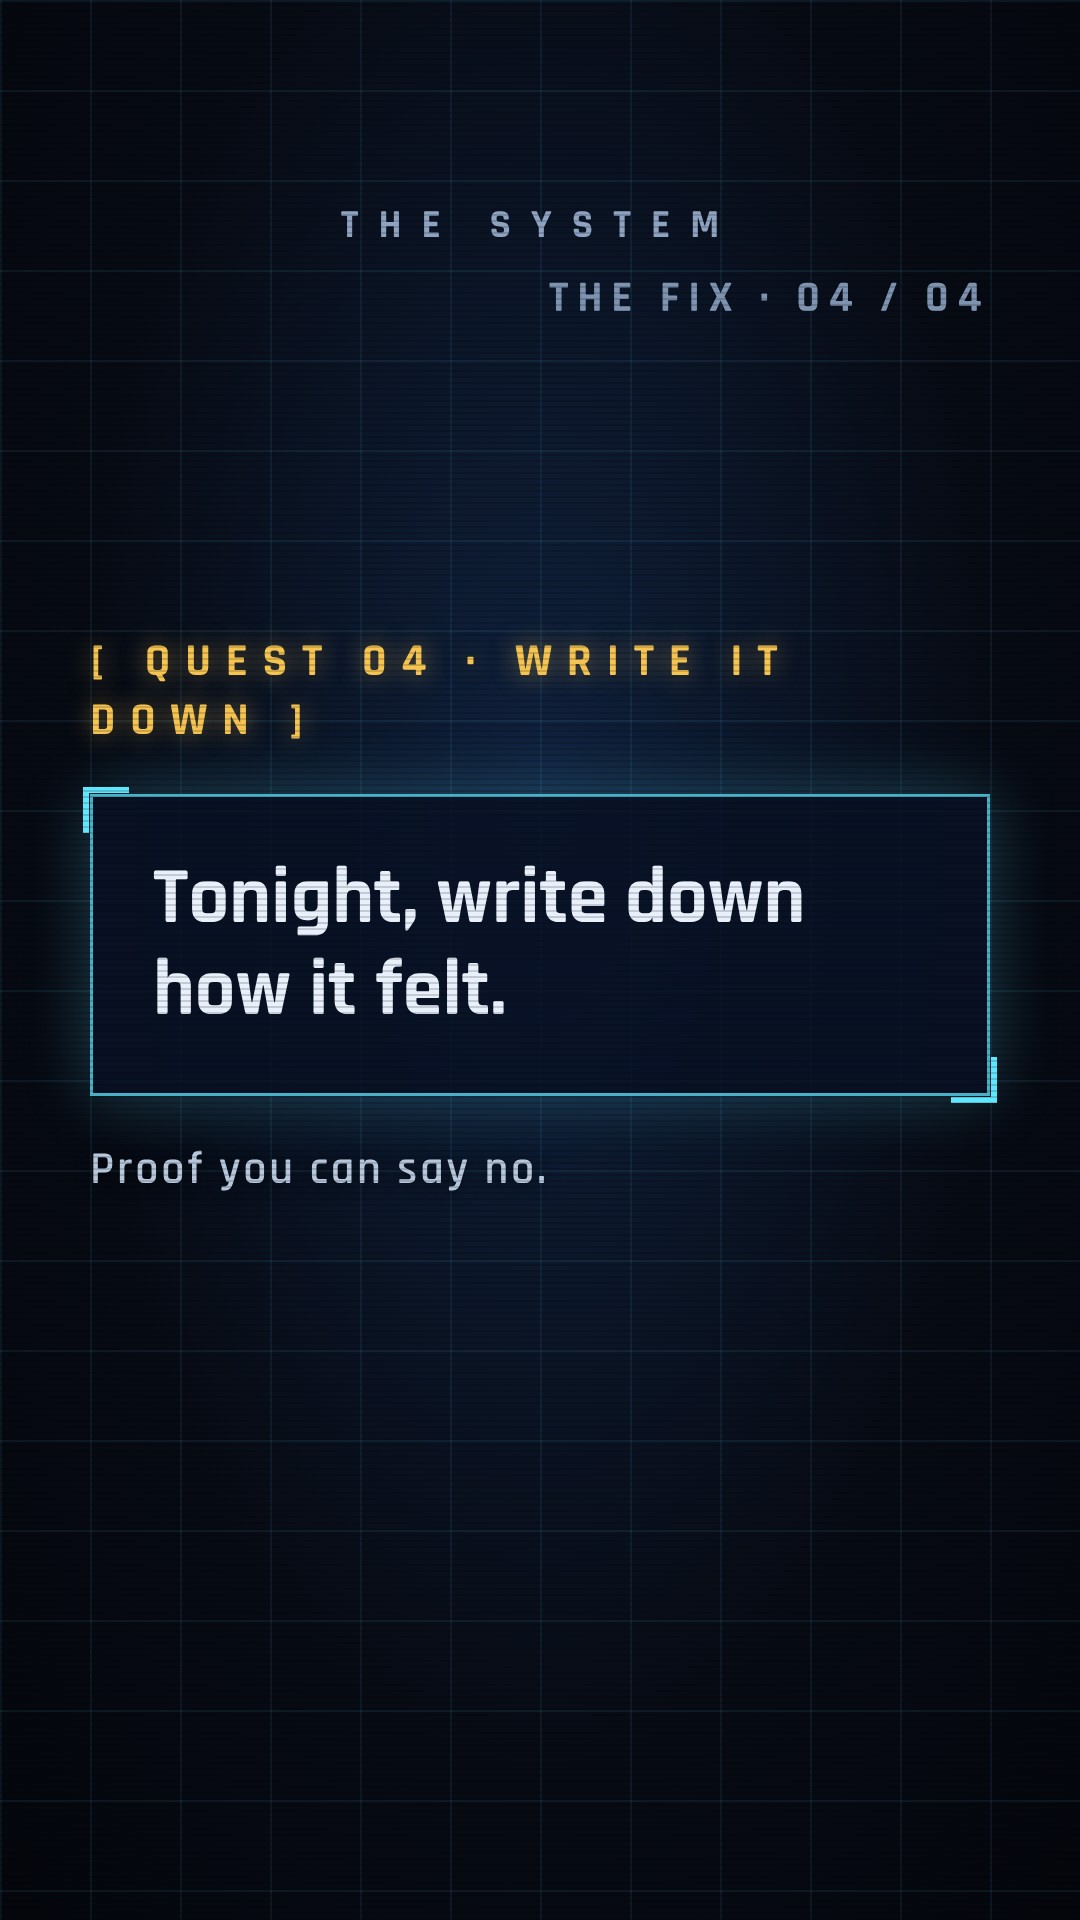 THE SYSTEM
THE FIX · 04 / 04
[ QUEST 04 · WRITE IT
DOWN ]
Tonight, write down
how it felt.
Proof you can say no.